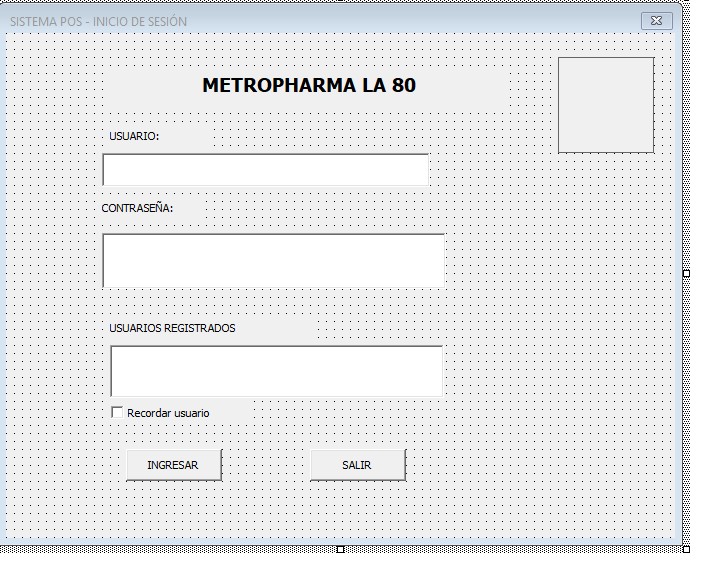 SISTEMA POS - INICIO DE SESIÓN
METROPHARMA LA 80
USUARIO:
CONTRASEÑA:
USUARIOS REGISTRADOS
Recordar usuario
INGRESAR
SALIR